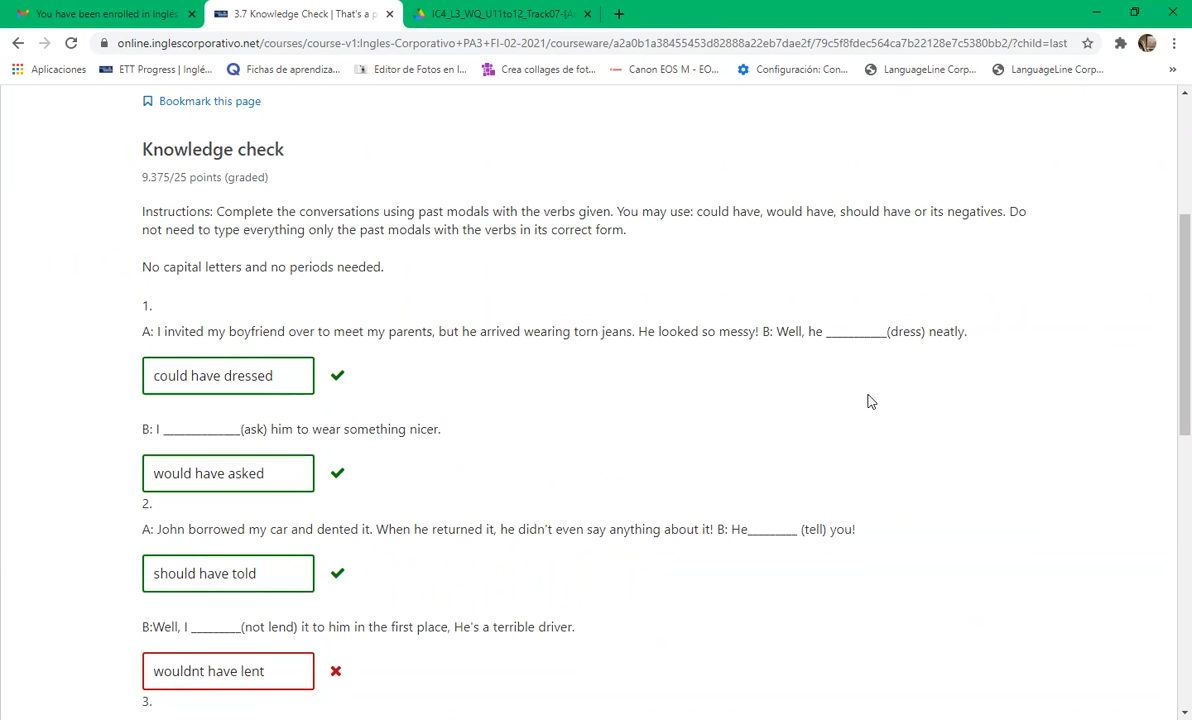 You have been enrolled in Inglés
3.7 Knowledge Check | That's a p
IC4_L3_WQ_U11to12_Track07-[A
online.inglescorporativo.net/courses/course-v1:Ingles-Corporativo+PA3+FI-02-2021/courseware/a2a0b1a38455453d82888a22eb7dae2f/79c5f8fdec564ca7b22128e7c5380bb2/?child=last
Aplicaciones
ETT Progress | Inglé...
Fichas de aprendiza...
Editor de Fotos en l...
Crea collages de fot...
Canon EOS M - EO...
Configuración: Con...
LanguageLine Corp...
LanguageLine Corp...
Bookmark this page
Knowledge check
9.375/25 points (graded)
Instructions: Complete the conversations using past modals with the verbs given. You may use: could have, would have, should have or its negatives. Do
not need to type everything only the past modals with the verbs in its correct form.
No capital letters and no periods needed.
1.
A: I invited my boyfriend over to meet my parents, but he arrived wearing torn jeans. He looked so messy! B: Well, he ___________(dress) neatly.
could have dressed
B: I ______________(ask) him to wear something nicer.
would have asked
2.
A: John borrowed my car and dented it. When he returned it, he didn't even say anything about it! B: He_________ (tell) you!
should have told
B:Well, I _________(not lend) it to him in the first place, He's a terrible driver.
wouldnt have lent
3.